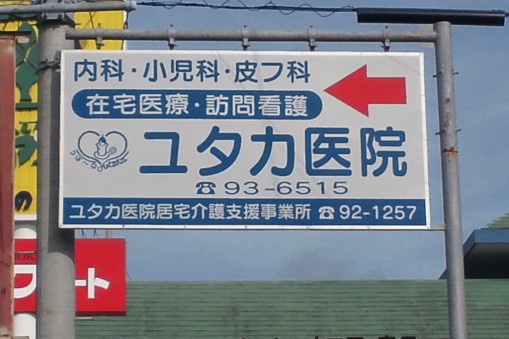 内科・小児科・皮フ科
在宅医療・訪問看護
ユタカ医院
☎93-6515
ユタカ医院居宅介護支援事業所 ☎92-1257
ート